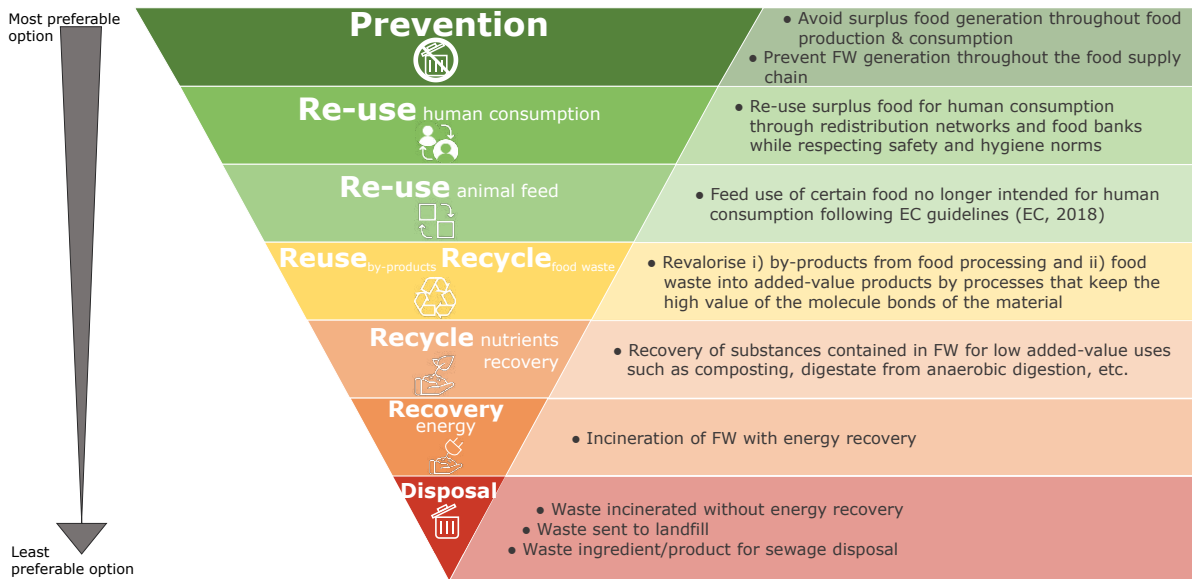 Most preferable
option
Prevention
● Avoid surplus food generation throughout food
production & consumption
● Prevent FW generation throughout the food supply
chain
Re-use human consumption
● Re-use surplus food for human consumption
through redistribution networks and food banks
while respecting safety and hygiene norms
Re-use animal feed
● Feed use of certain food no longer intended for human
consumption following EC guidelines (EC, 2018)
Reuse by-products Recycle food waste
● Revalorise i) by-products from food processing and ii) food
waste into added-value products by processes that keep the
high value of the molecule bonds of the material
Recycle nutrients
recovery
● Recovery of substances contained in FW for low added-value uses
such as composting, digestate from anaerobic digestion, etc.
Recovery
energy
● Incineration of FW with energy recovery
Disposal
● Waste incinerated without energy recovery
● Waste sent to landfill
● Waste ingredient/product for sewage disposal
Least
preferable option